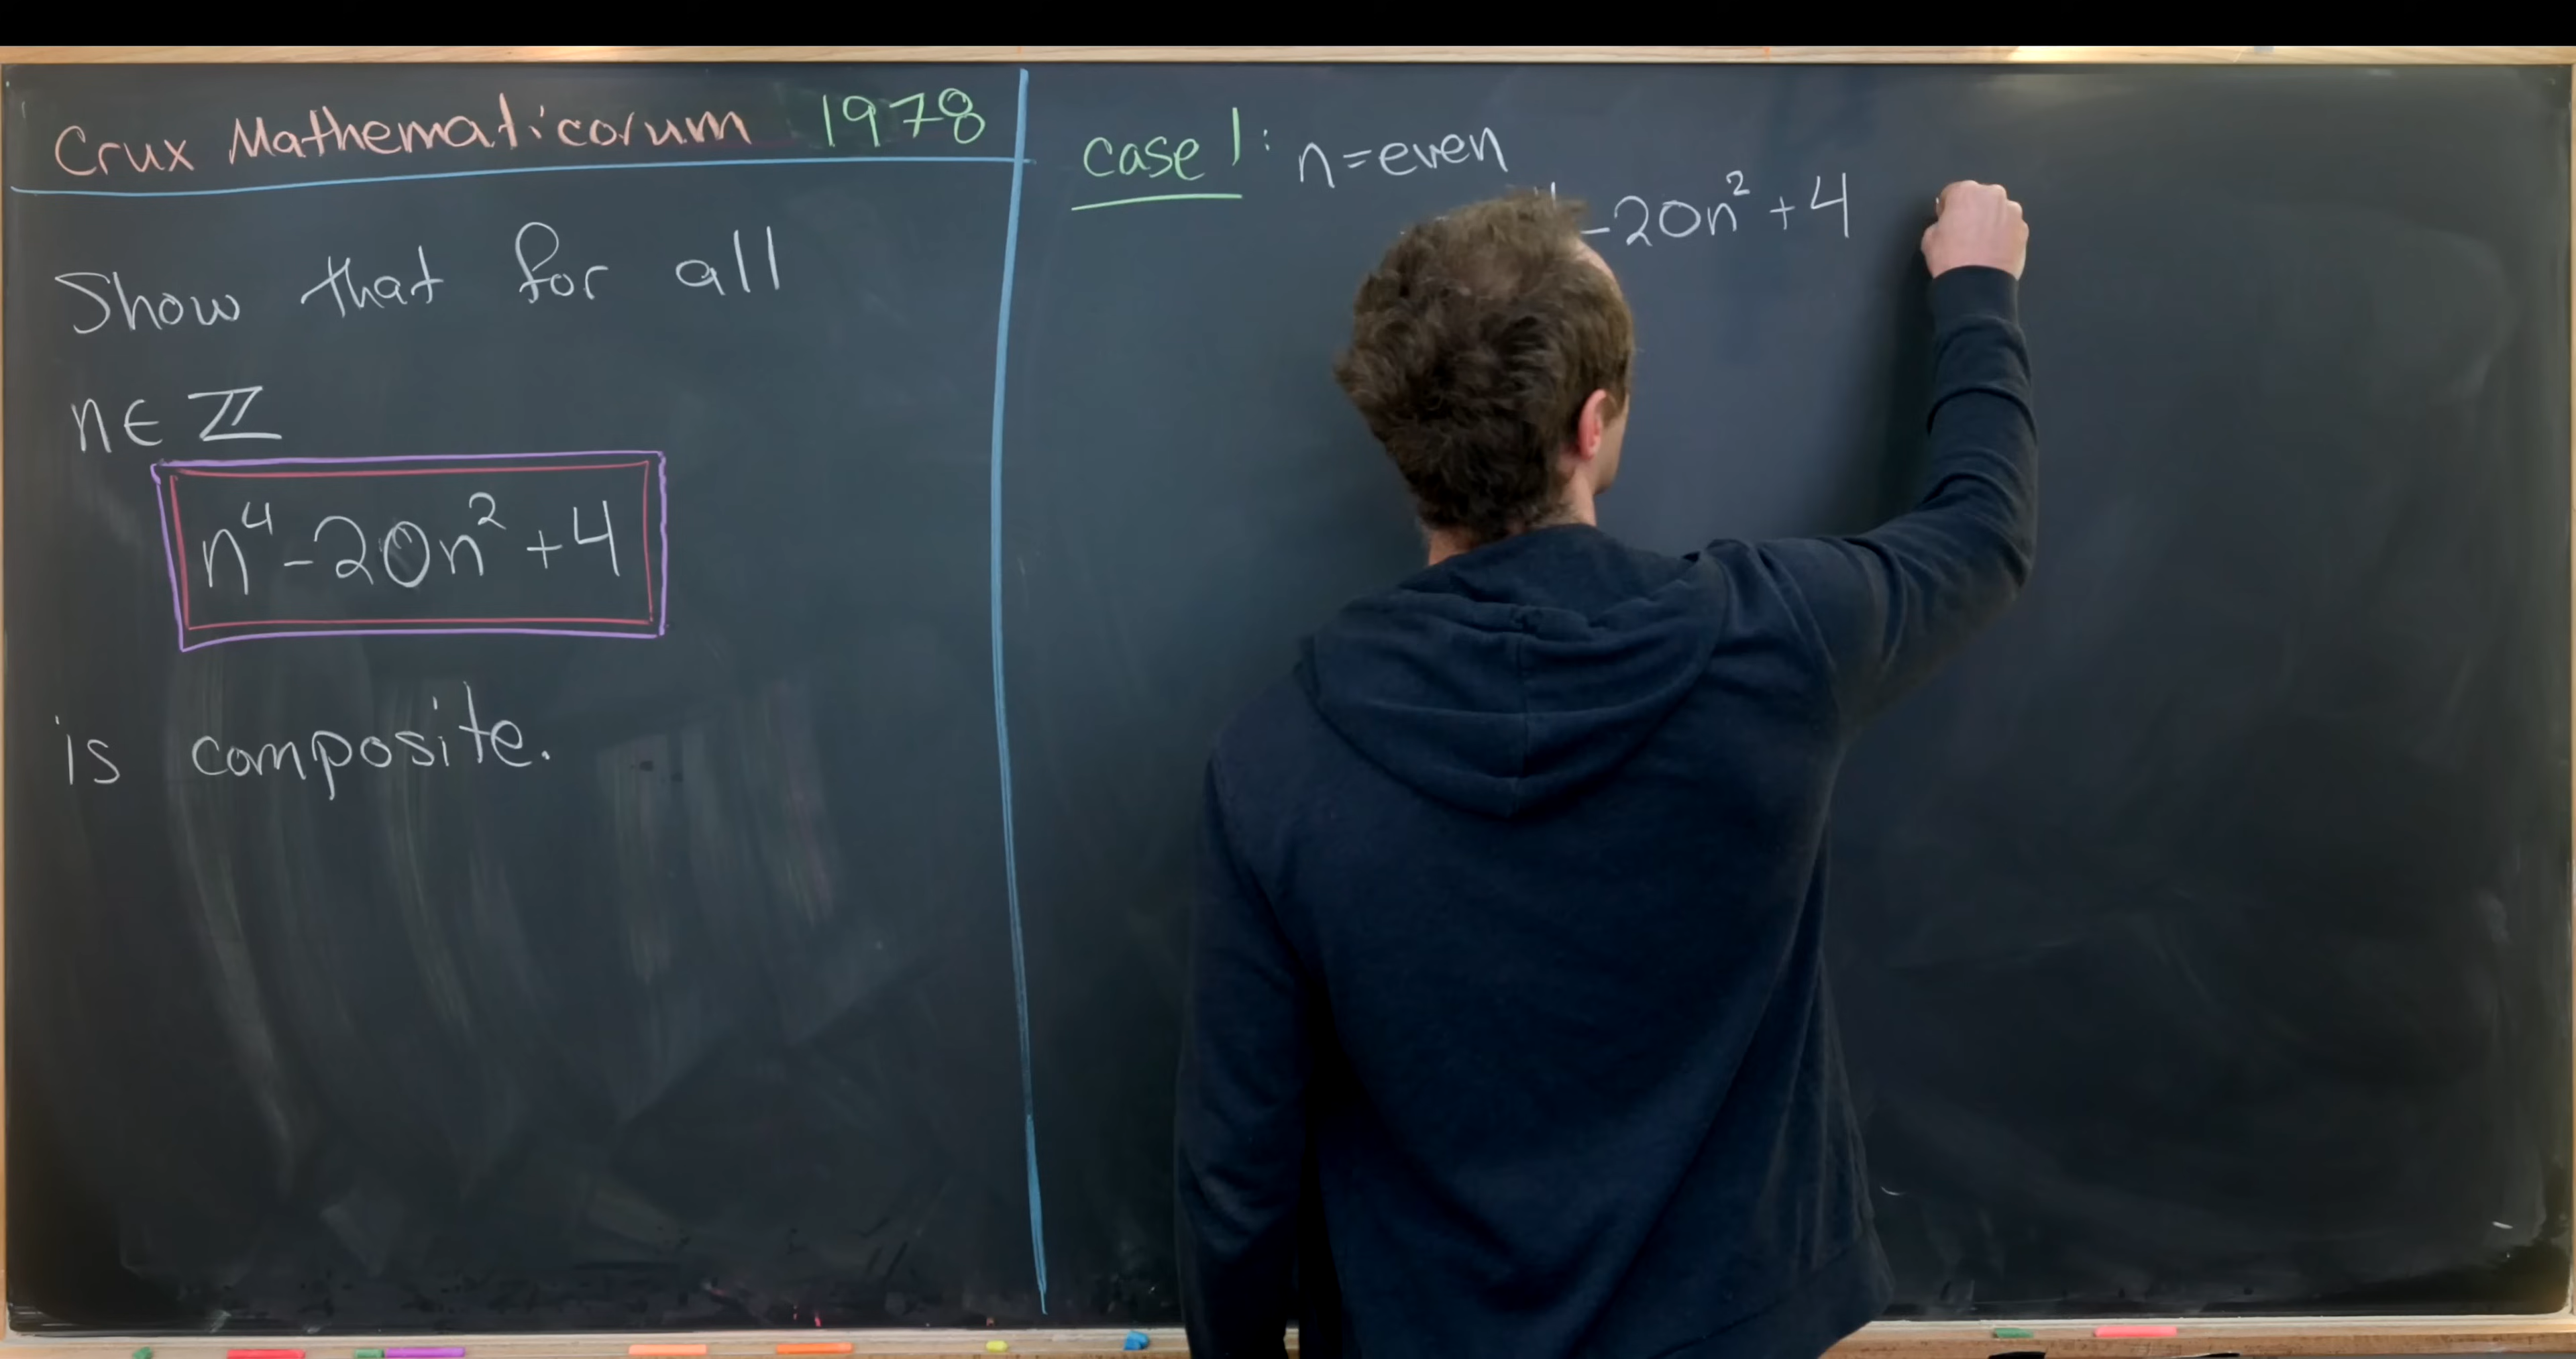 Crux Mathematicorum 1978
Show that for all
n ∈ ℤ
n⁴ - 20n² + 4
is composite.
case 1: n = even
- 20n² + 4